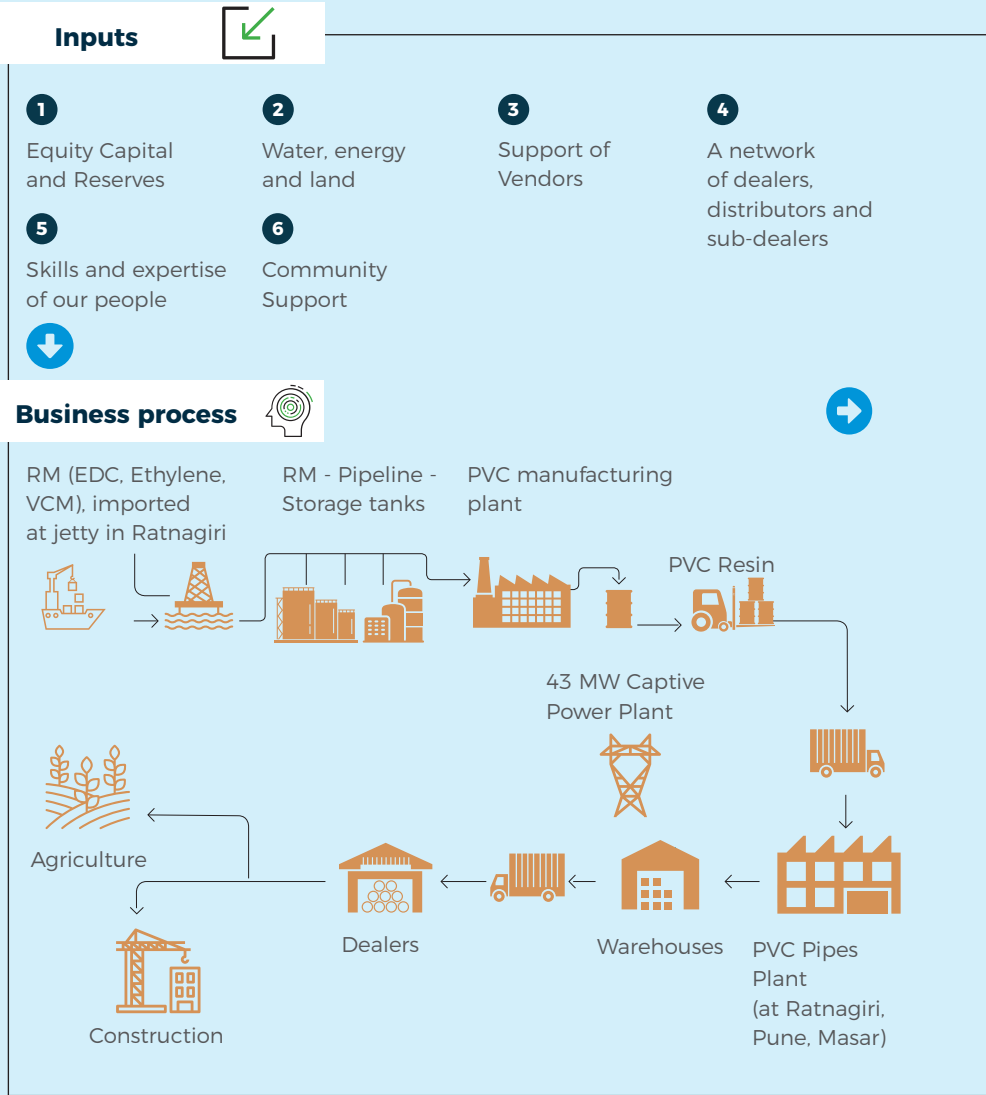 Inputs
1
Equity Capital
and Reserves
2
Water, energy
and land
3
Support of
Vendors
4
A network
of dealers,
distributors and
sub-dealers
5
Skills and expertise
of our people
6
Community
Support
Business process
RM (EDC, Ethylene,
VCM), imported
at jetty in Ratnagiri
RM - Pipeline -
Storage tanks
PVC manufacturing
plant
PVC Resin
43 MW Captive
Power Plant
Agriculture
Construction
Dealers
Warehouses
PVC Pipes
Plant
(at Ratnagiri,
Pune, Masar)